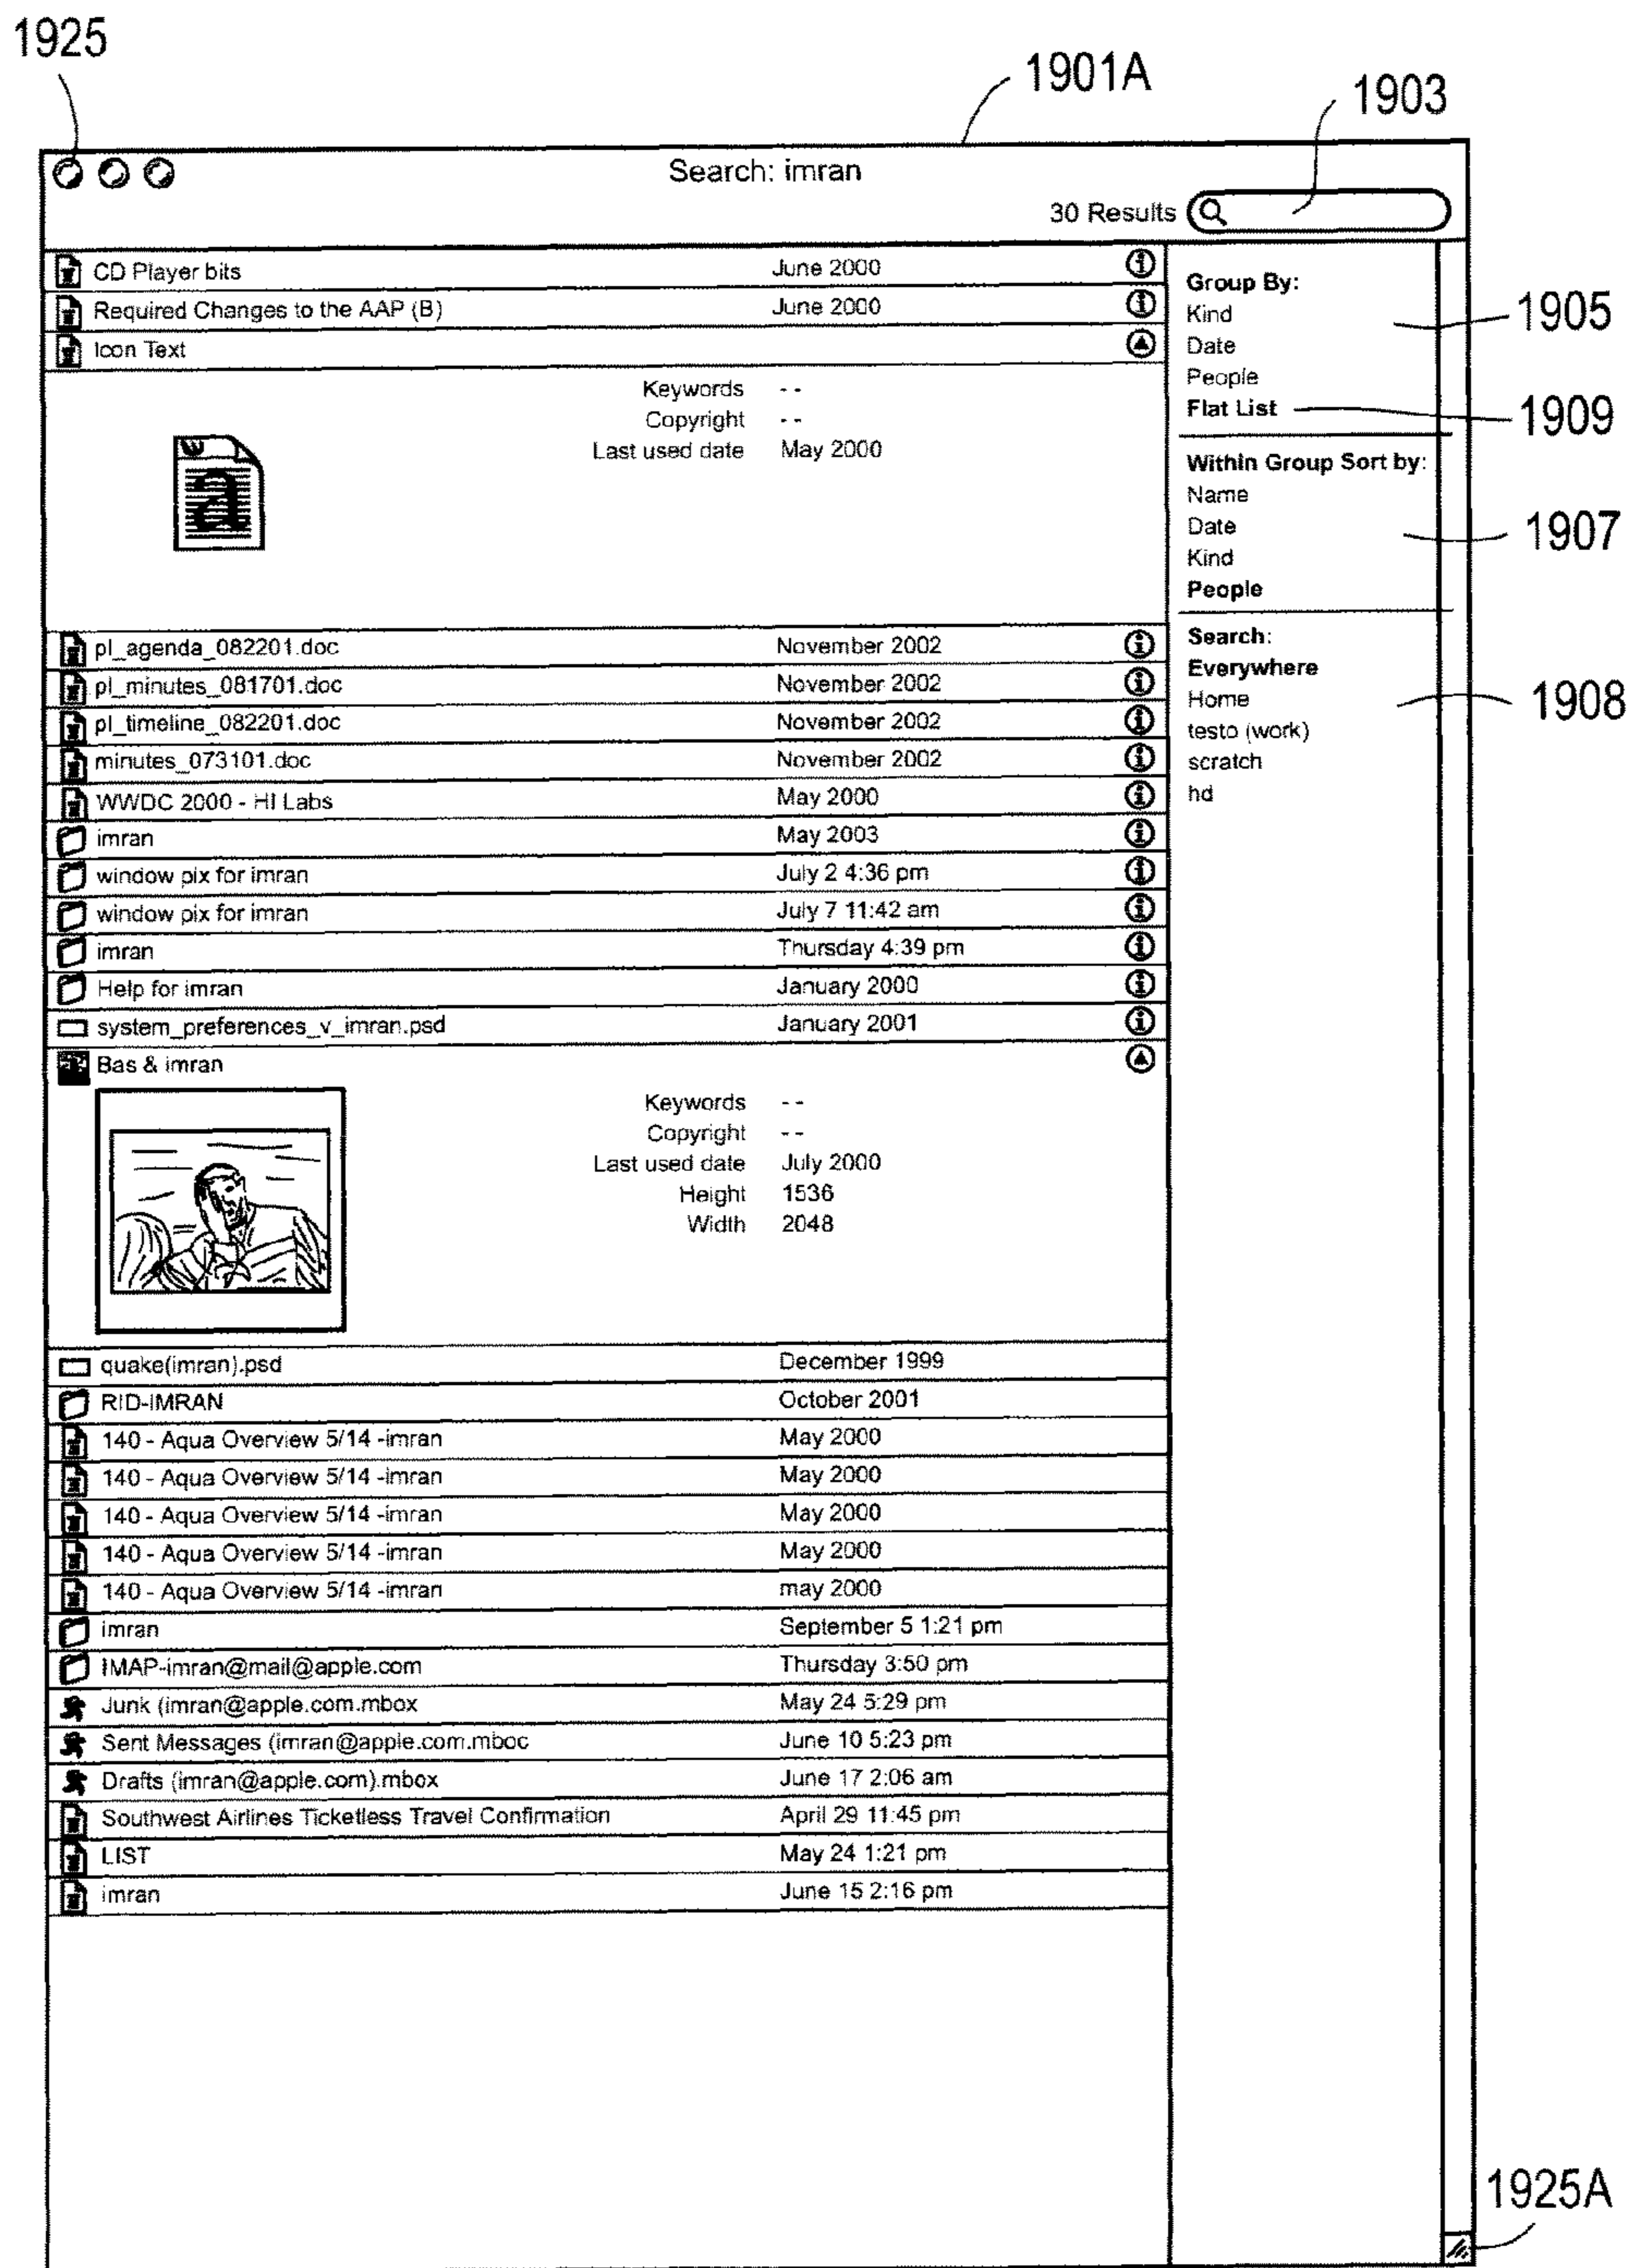 1925
1901A
1903
Search: imran
30 Results
CD Player bits June 2000
Required Changes to the AAP (B) June 2000
Icon Text
Keywords --
Copyright --
Last used date May 2000
a
pl_agenda_082201.doc November 2002
pl_minutes_081701.doc November 2002
pl_timeline_082201.doc November 2002
minutes_073101.doc November 2002
WWDC 2000 - HI Labs May 2000
imran May 2003
window pix for imran July 2 4:36 pm
window pix for imran July 7 11:42 am
imran Thursday 4:39 pm
Help for imran January 2000
system_preferences_v_imran.psd January 2001
Bas & imran
Keywords --
Copyright --
Last used date July 2000
Height 1536
Width 2048
quake(imran).psd December 1999
RID-IMRAN October 2001
140 - Aqua Overview 5/14 -imran May 2000
140 - Aqua Overview 5/14 -imran May 2000
140 - Aqua Overview 5/14 -imran May 2000
140 - Aqua Overview 5/14 -imran May 2000
140 - Aqua Overview 5/14 -imran may 2000
imran September 5 1:21 pm
IMAP-imran@mail@apple.com Thursday 3:50 pm
Junk (imran@apple.com.mbox May 24 5:29 pm
Sent Messages (imran@apple.com.mboc June 10 5:23 pm
Drafts (imran@apple.com).mbox June 17 2:06 am
Southwest Airlines Ticketless Travel Confirmation April 29 11:45 pm
LIST May 24 1:21 pm
imran June 15 2:16 pm
Group By:
Kind
Date
People
Flat List
Within Group Sort by:
Name
Date
Kind
People
Search:
Everywhere
Home
testo (work)
scratch
hd
1905
1909
1907
1908
1925A